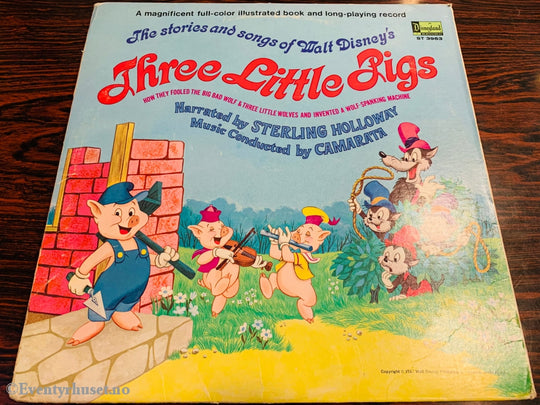 A magnificent full-color illustrated book and long-playing record
Disneyland
ST 3963
The stories and songs of Walt Disney's
Three Little Pigs
HOW THEY FOOLED THE BIG BAD WOLF & THREE LITTLE WOLVES AND INVENTED A WOLF-SPANKING MACHINE
Narrated by STERLING HOLLOWAY
Music Conducted by CAMARATA
© Eventyrhuset.no